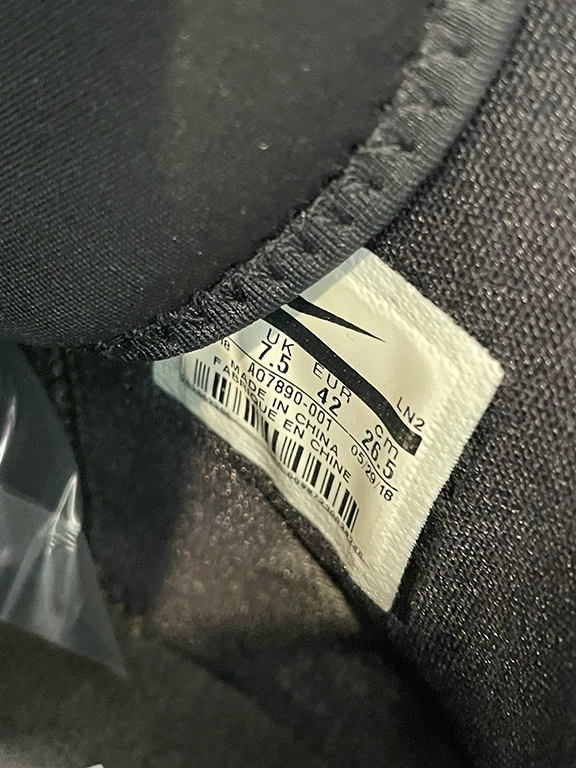 UK EUR cm LN2
7.5 42 26.5
AO7890-001 05/29/18
MADE IN CHINA
FABRIQUE EN CHINE